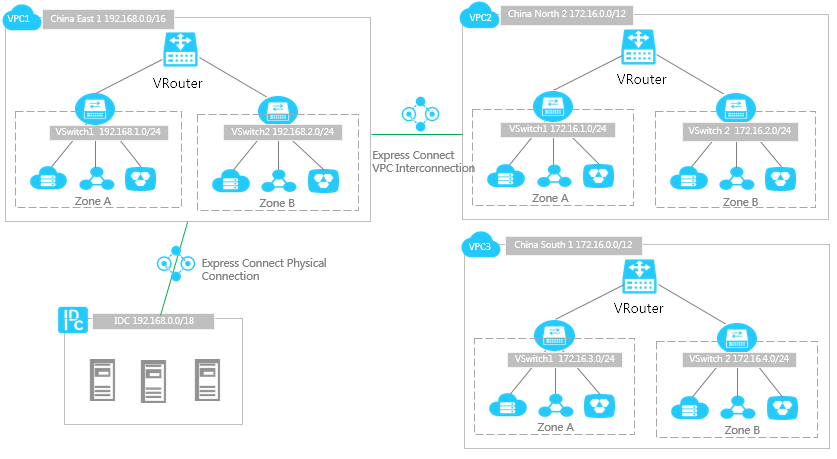 VPC1
China East 1 192.168.0.0/16
VRouter
VSwitch1 192.168.1.0/24
VSwitch2 192.168.2.0/24
Zone A
Zone B
Express Connect
VPC Interconnection
VPC2
China North 2 172.16.0.0/12
VRouter
VSwitch1 172.16.1.0/24
VSwitch 2 172.16.2.0/24
Zone A
Zone B
Express Connect Physical
Connection
IDC
IDC 192.168.0.0/18
VPC3
China South 1 172.16.0.0/12
VRouter
VSwitch1 172.16.3.0/24
VSwitch 2 172.16.4.0/24
Zone A
Zone B